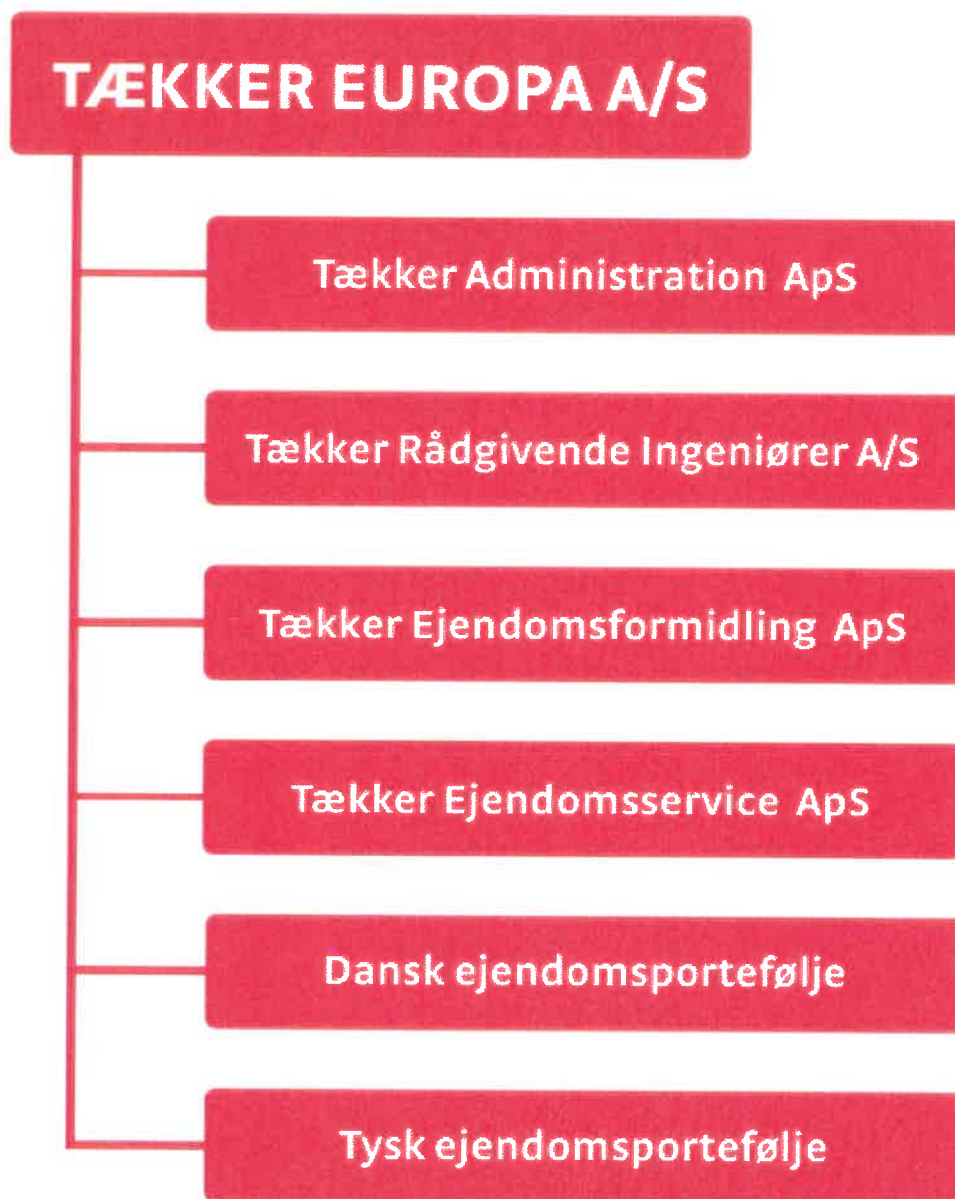 TÆKKER EUROPA A/S
Tækker Administration ApS
Tækker Rådgivende Ingeniører A/S
Tækker Ejendomsformidling ApS
Tækker Ejendomsservice ApS
Dansk ejendomsportefølje
Tysk ejendomsportefølje